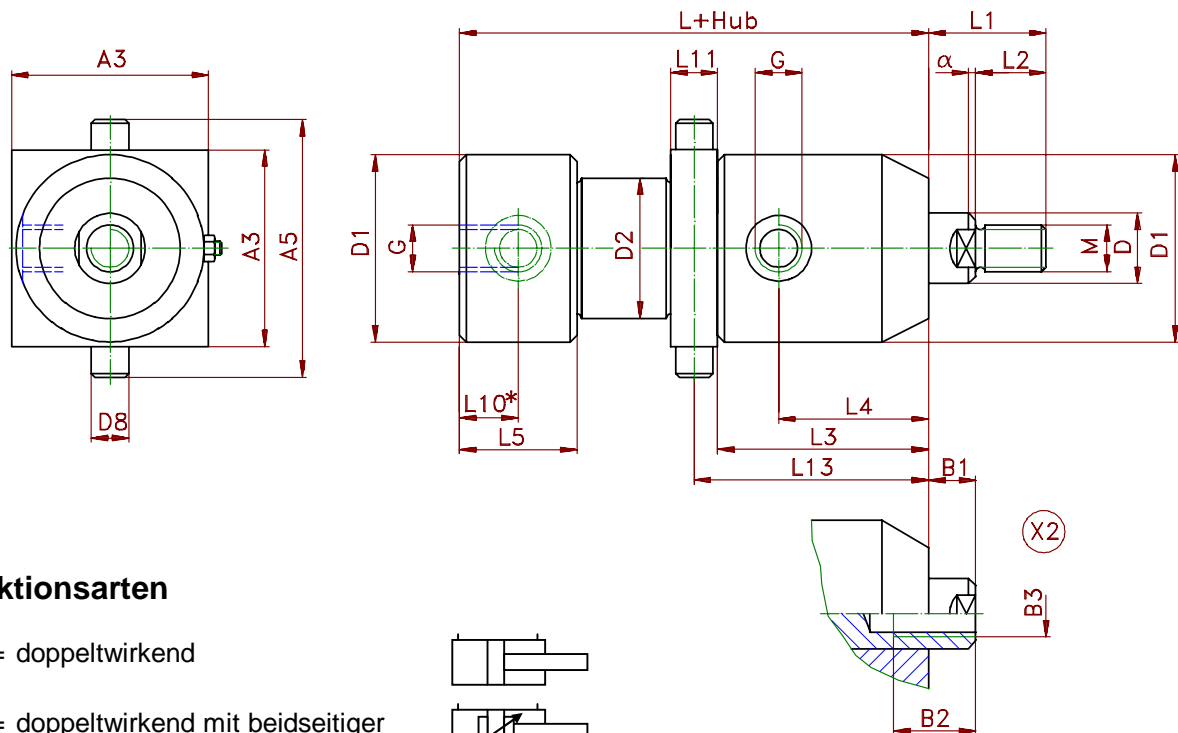 L+Hub
L1
A3
L11
G
α
L2
D1
G
D2
A3
A5
M
D
D1
D8
L10*
L5
L4
L3
L13
B1
X2
B3
B2
ktionsarten
= doppeltwirkend
= doppeltwirkend mit beidseitiger